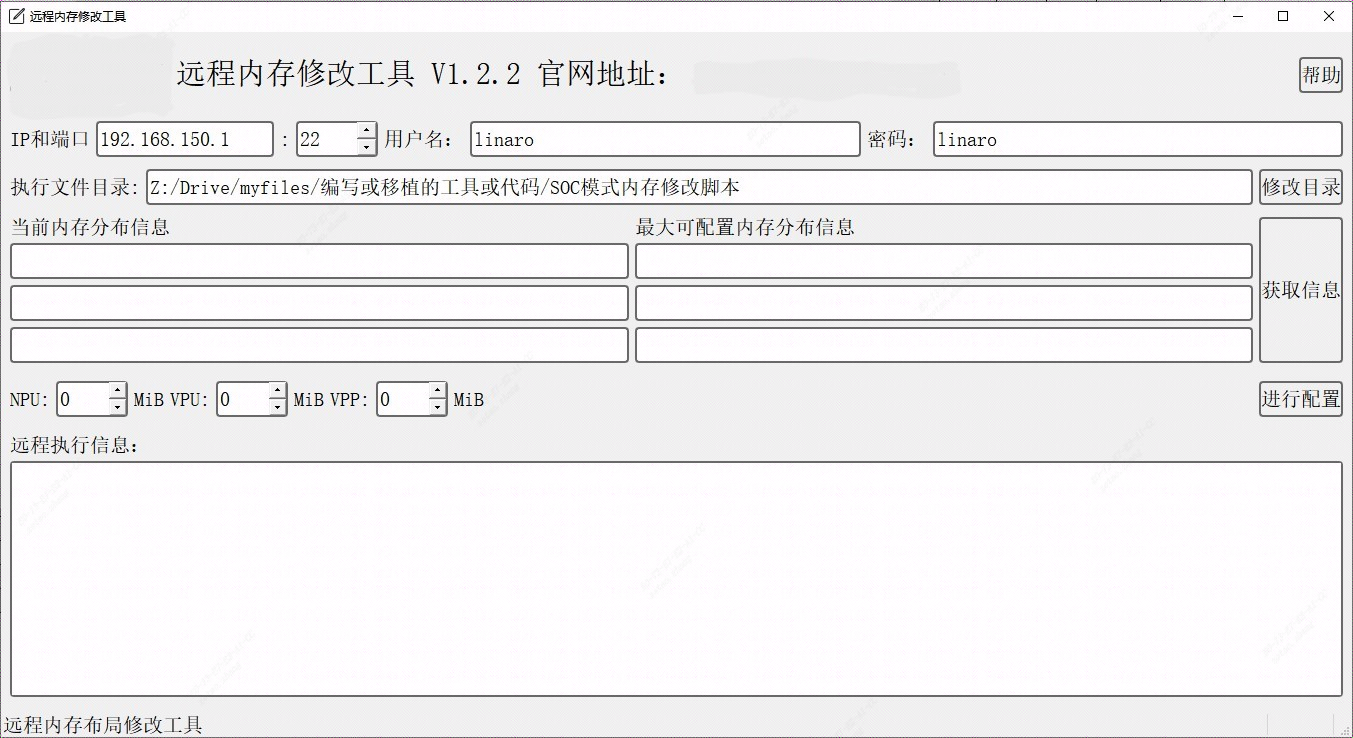 远程内存修改工具
远程内存修改工具 V1.2.2 官网地址：
帮助
IP和端口 192.168.150.1 : 22 用户名： linaro 密码： linaro
执行文件目录: Z:/Drive/myfiles/编写或移植的工具或代码/SOC模式内存修改脚本 修改目录
当前内存分布信息 最大可配置内存分布信息
获取信息
NPU: 0 MiB VPU: 0 MiB VPP: 0 MiB 进行配置
远程执行信息：
远程内存布局修改工具